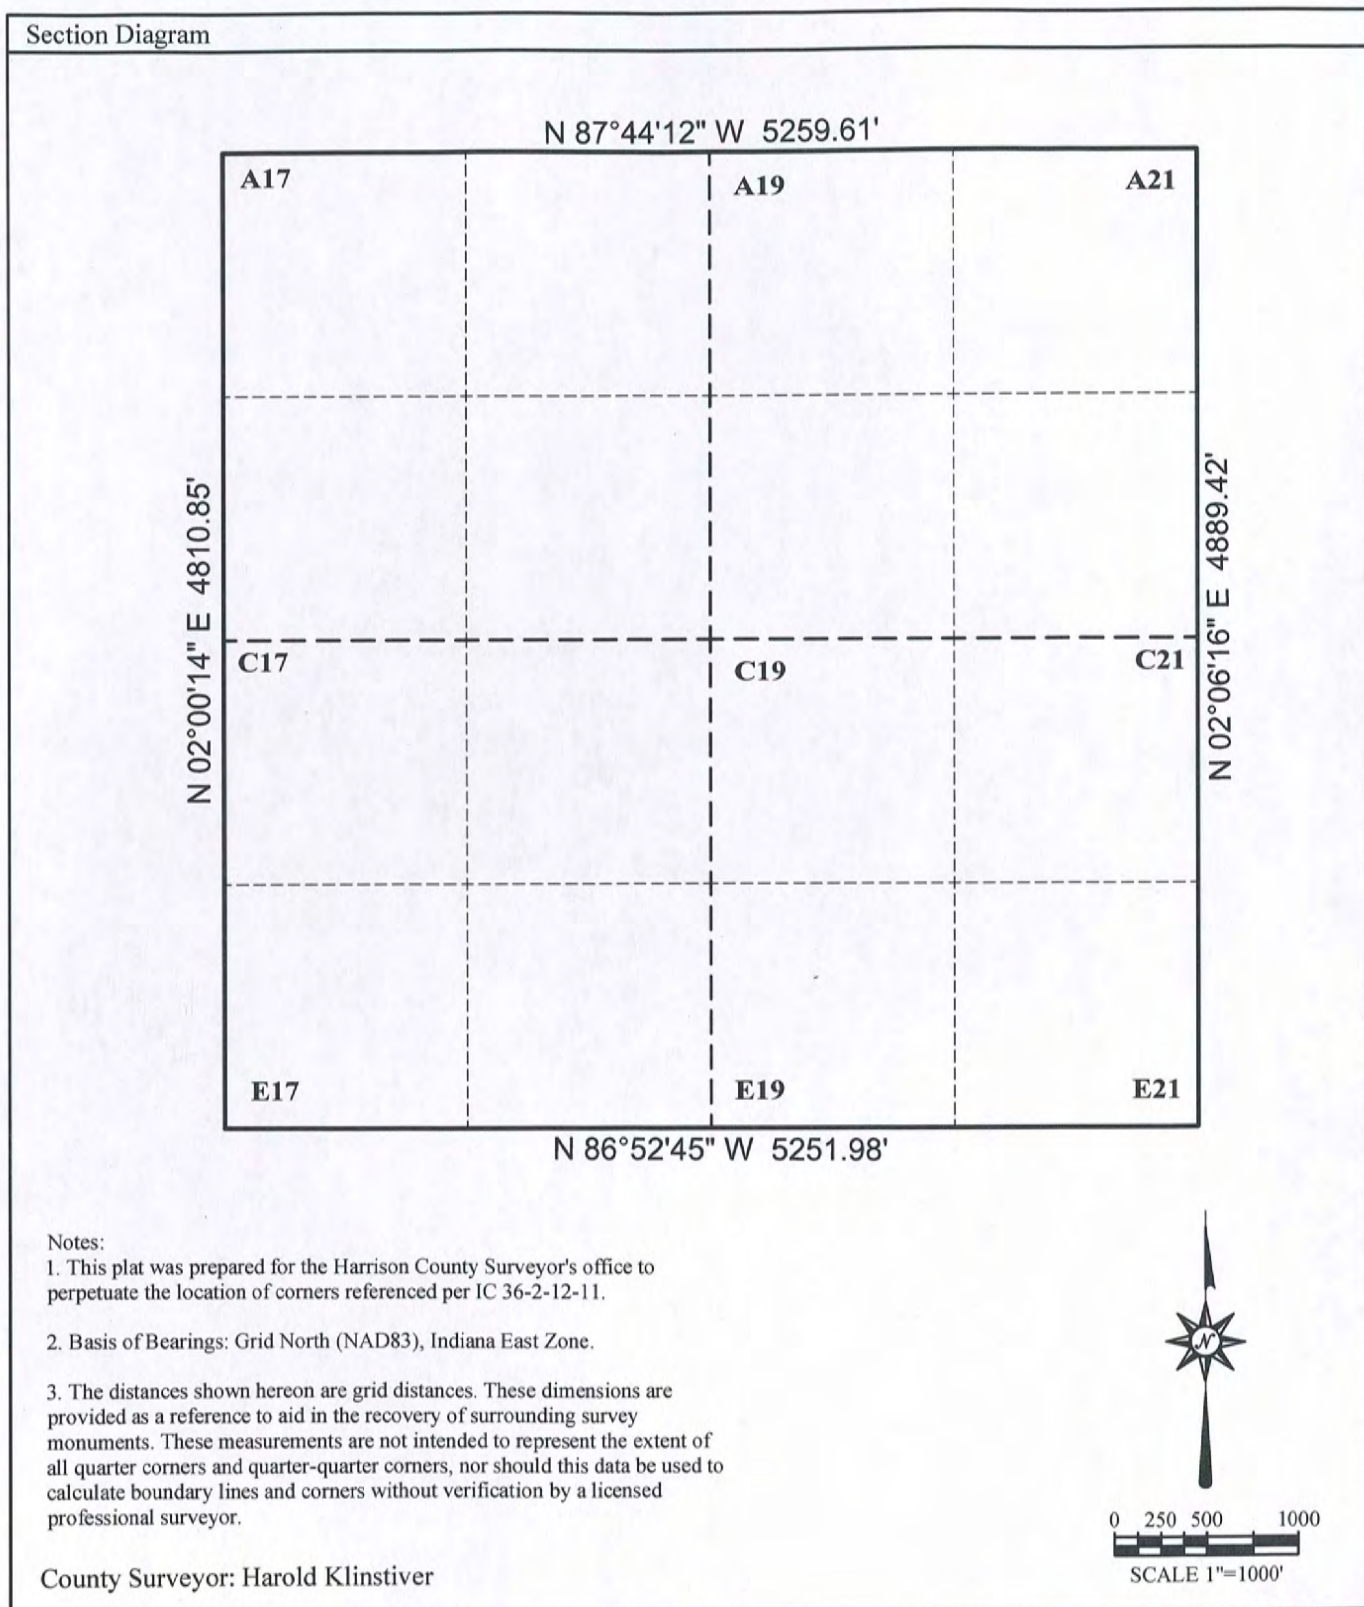 Section Diagram
N 87°44'12" W 5259.61'
A17
A19
A21
N 02°00'14" E 4810.85'
N 02°06'16" E 4889.42'
C17
C19
C21
E17
E19
E21
N 86°52'45" W 5251.98'
Notes:
1. This plat was prepared for the Harrison County Surveyor's office to
perpetuate the location of corners referenced per IC 36-2-12-11.
2. Basis of Bearings: Grid North (NAD83), Indiana East Zone.
3. The distances shown hereon are grid distances. These dimensions are
provided as a reference to aid in the recovery of surrounding survey
monuments. These measurements are not intended to represent the extent of
all quarter corners and quarter-quarter corners, nor should this data be used to
calculate boundary lines and corners without verification by a licensed
professional surveyor.
N
0 250 500 1000
SCALE 1"=1000'
County Surveyor: Harold Klinstiver